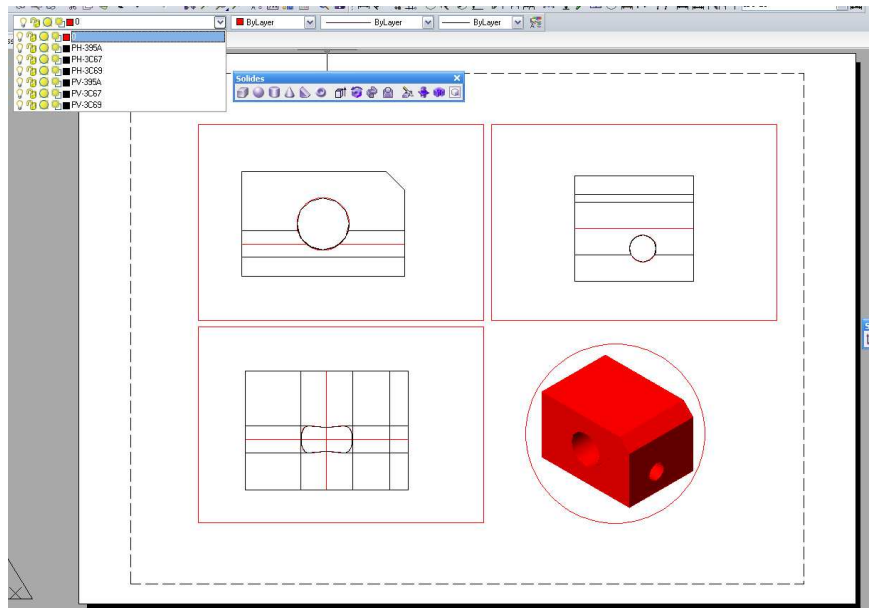 0 ByLayer ByLayer ByLayer
0
PH-395A
PH-3C67
PH-3C69
PV-395A
PV-3C67
PV-3C69
Solides